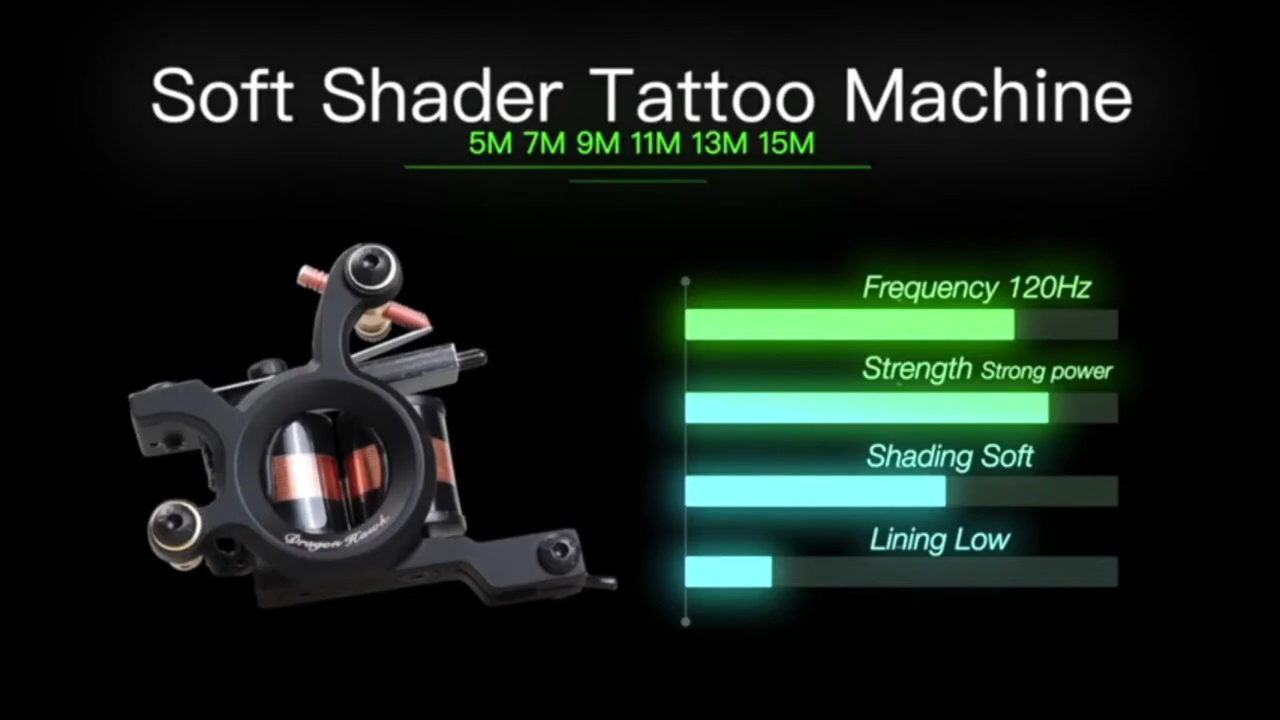 Soft Shader Tattoo Machine
5M 7M 9M 11M 13M 15M
Frequency 120Hz
Strength Strong power
Shading Soft
Lining Low
Dragon Hawk